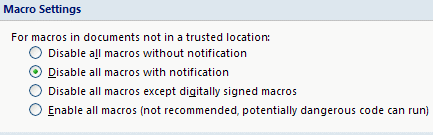 Macro Settings
For macros in documents not in a trusted location:
Disable all macros without notification
Disable all macros with notification
Disable all macros except digitally signed macros
Enable all macros (not recommended, potentially dangerous code can run)